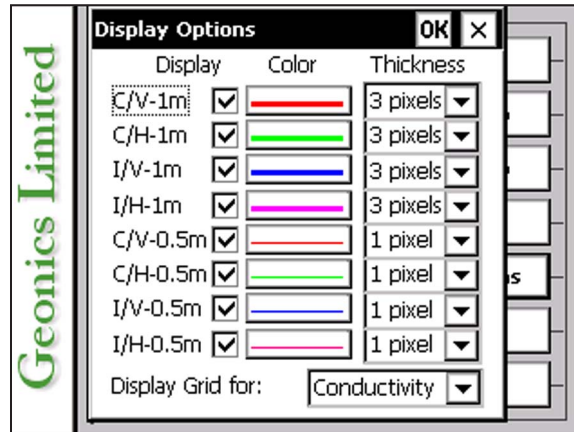 Geonics Limited
Display Options OK ×
Display Color Thickness
C/V-1m 3 pixels
C/H-1m 3 pixels
I/V-1m 3 pixels
I/H-1m 3 pixels
C/V-0.5m 1 pixel
C/H-0.5m 1 pixel
I/V-0.5m 1 pixel
I/H-0.5m 1 pixel
Display Grid for: Conductivity